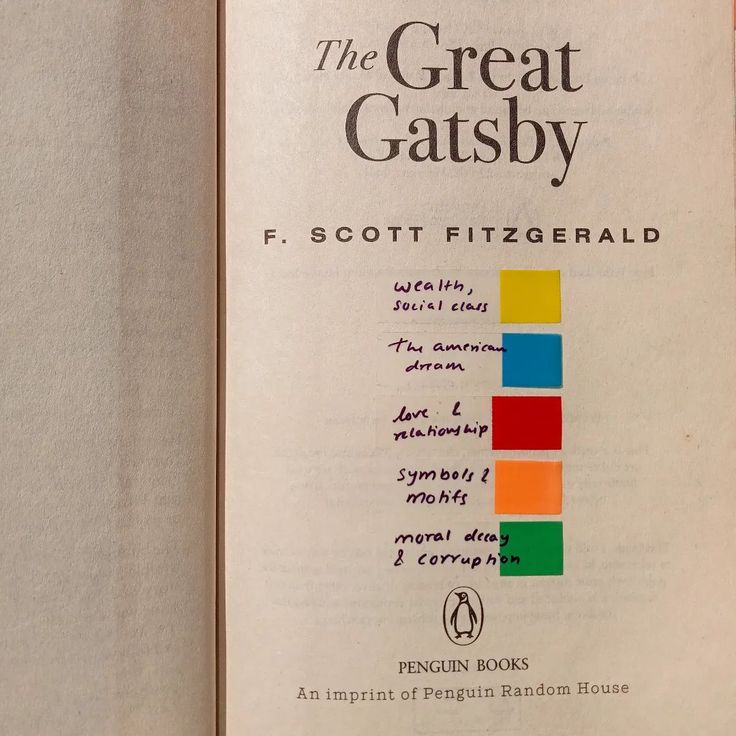 The Great
Gatsby
F. SCOTT FITZGERALD
wealth,
social class
The american
dream
love &
relationship
symbols &
motifs
moral decay
& corruption
PENGUIN BOOKS
An imprint of Penguin Random House